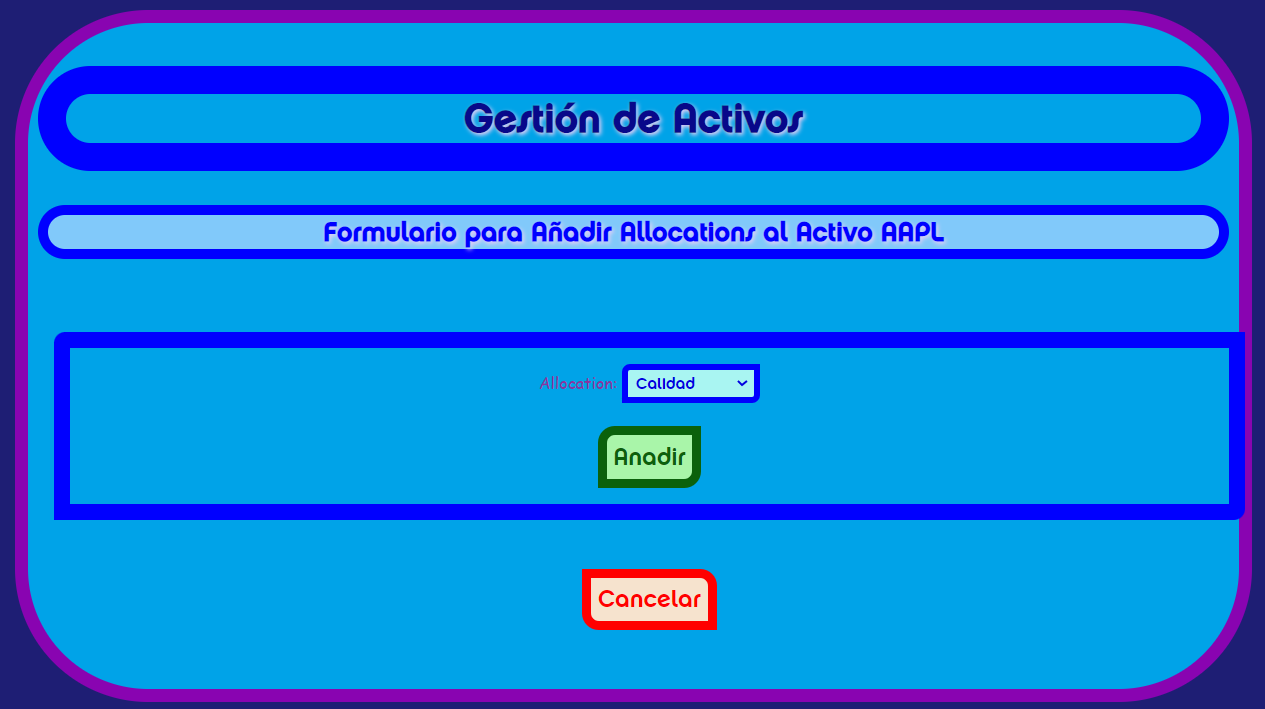 Gestión de Activos
Formulario para Añadir Allocations al Activo AAPL
Allocation: Calidad
Anadir
Cancelar